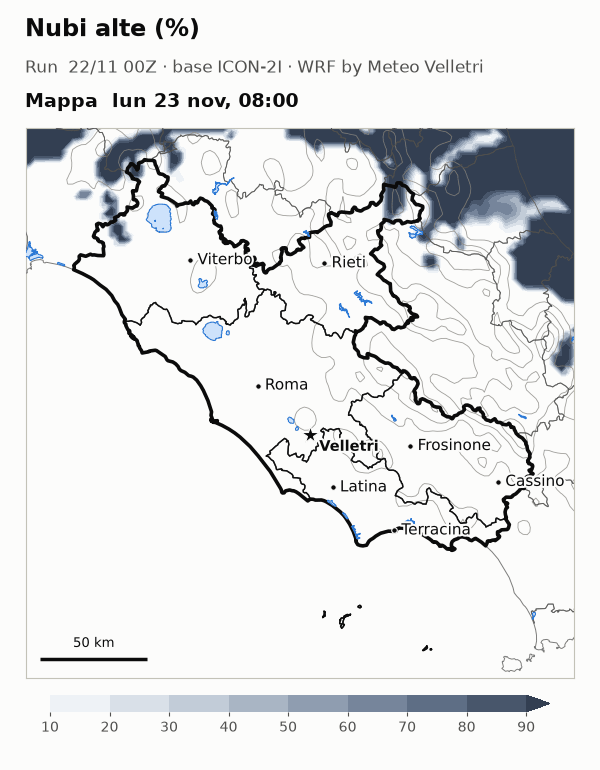 Nubi alte (%)
Run  22/11 00Z · base ICON-2I · WRF by Meteo Velletri
Mappa  lun 23 nov, 08:00
Viterbo
Rieti
Roma
Velletri
Frosinone
Latina
Cassino
Terracina
50 km
10 20 30 40 50 60 70 80 90